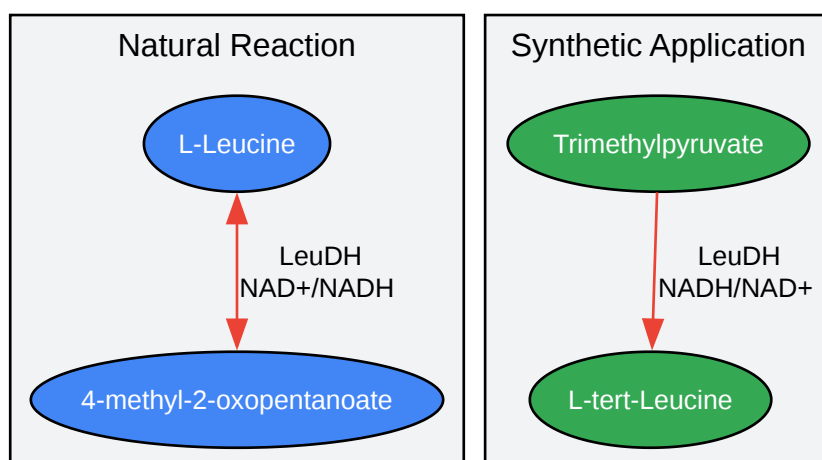 Natural Reaction
L-Leucine
LeuDH
NAD+/NADH
4-methyl-2-oxopentanoate
Synthetic Application
Trimethylpyruvate
LeuDH
NADH/NAD+
L-tert-Leucine